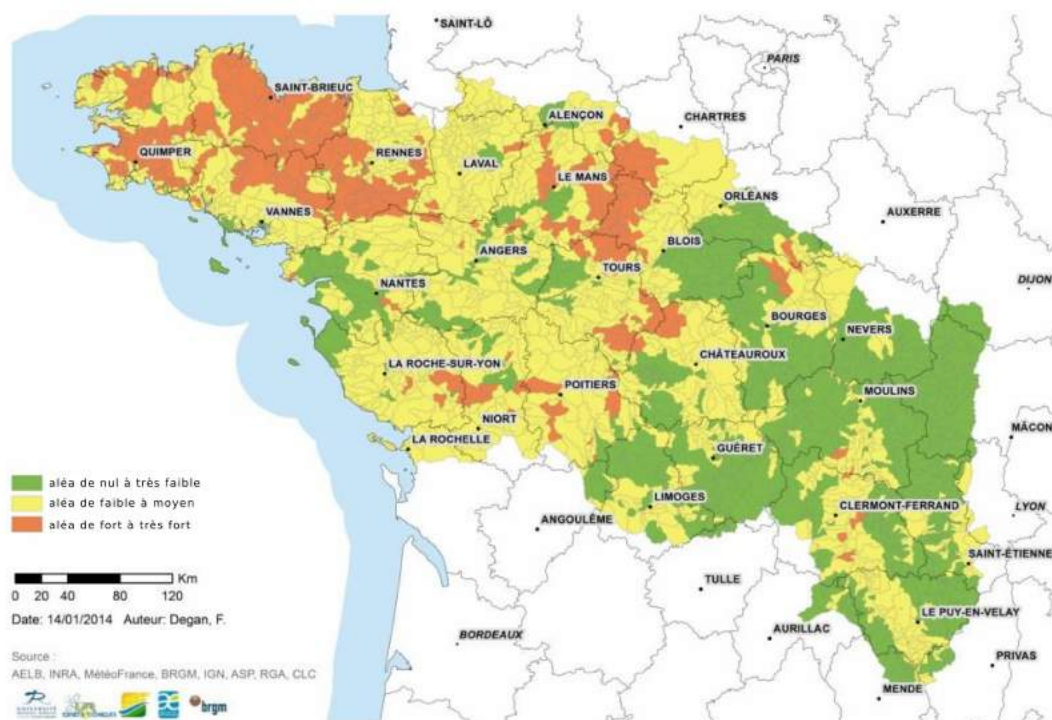 SAINT-LÔ
PARIS
SAINT-BRIEUC
ALENÇON
CHARTRES
QUIMPER
RENNES
LAVAL
LE MANS
ORLÉANS
VANNES
AUXERRE
BLOIS
ANGERS
TOURS
DIJON
NANTES
BOURGES
NEVERS
CHÂTEAUROUX
LA ROCHE-SUR-YON
POITIERS
MOULINS
NIORT
MÂCON
LA ROCHELLE
GUÉRET
aléa de nul à très faible
aléa de faible à moyen
aléa de fort à très fort
LIMOGES
CLERMONT-FERRAND
LYON
ANGOULÊME
SAINT-ÉTIENNE
TULLE
Km
0 20 40 80 120
LE PUY-EN-VELAY
Date: 14/01/2014 Auteur: Degan, F.
BORDEAUX
AURILLAC
PRIVAS
Source :
AELB, INRA, MétéoFrance, BRGM, IGN, ASP, RGA, CLC
MENDE
brgm